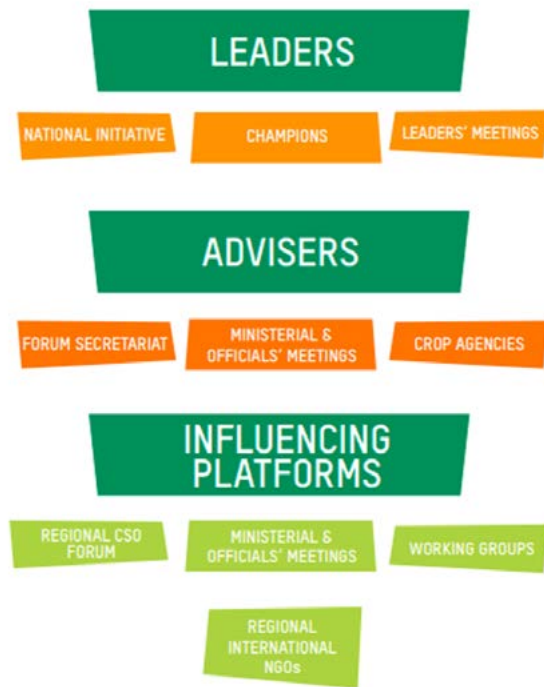 LEADERS
NATIONAL INITIATIVE
CHAMPIONS
LEADERS' MEETINGS
ADVISERS
FORUM SECRETARIAT
MINISTERIAL &
OFFICIALS' MEETINGS
CROP AGENCIES
INFLUENCING
PLATFORMS
REGIONAL CSO
FORUM
MINISTERIAL &
OFFICIALS' MEETINGS
WORKING GROUPS
REGIONAL
INTERNATIONAL
NGOs